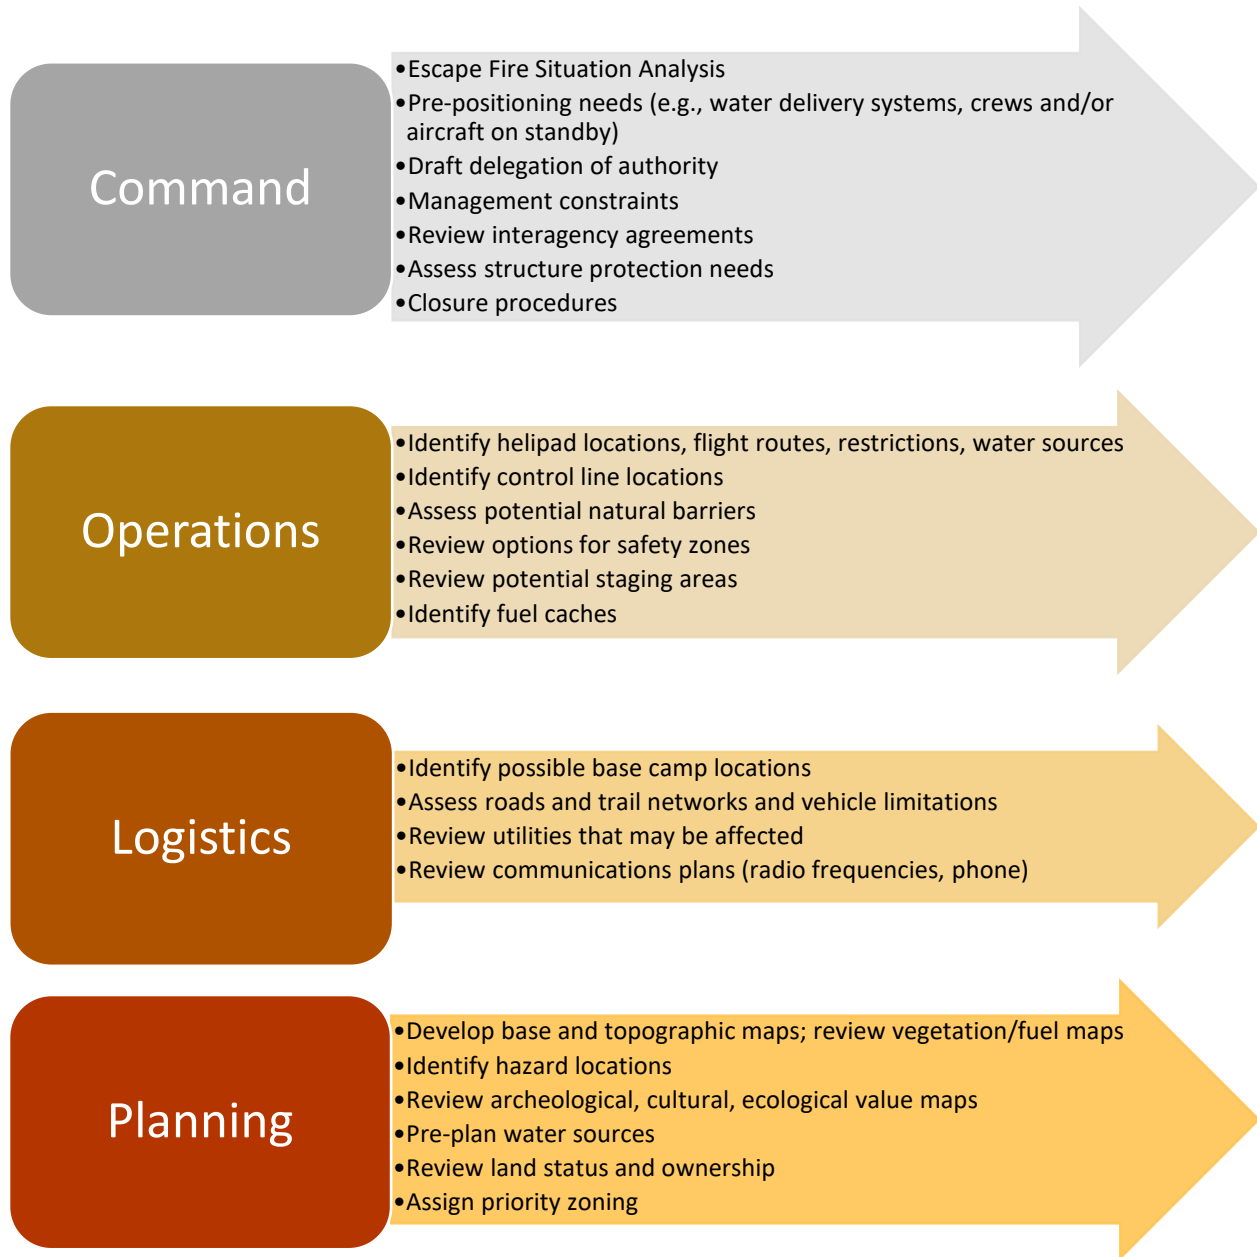 Command
•Escape Fire Situation Analysis
•Pre-positioning needs (e.g., water delivery systems, crews and/or
aircraft on standby)
•Draft delegation of authority
•Management constraints
•Review interagency agreements
•Assess structure protection needs
•Closure procedures
Operations
•Identify helipad locations, flight routes, restrictions, water sources
•Identify control line locations
•Assess potential natural barriers
•Review options for safety zones
•Review potential staging areas
•Identify fuel caches
Logistics
•Identify possible base camp locations
•Assess roads and trail networks and vehicle limitations
•Review utilities that may be affected
•Review communications plans (radio frequencies, phone)
Planning
•Develop base and topographic maps; review vegetation/fuel maps
•Identify hazard locations
•Review archeological, cultural, ecological value maps
•Pre-plan water sources
•Review land status and ownership
•Assign priority zoning